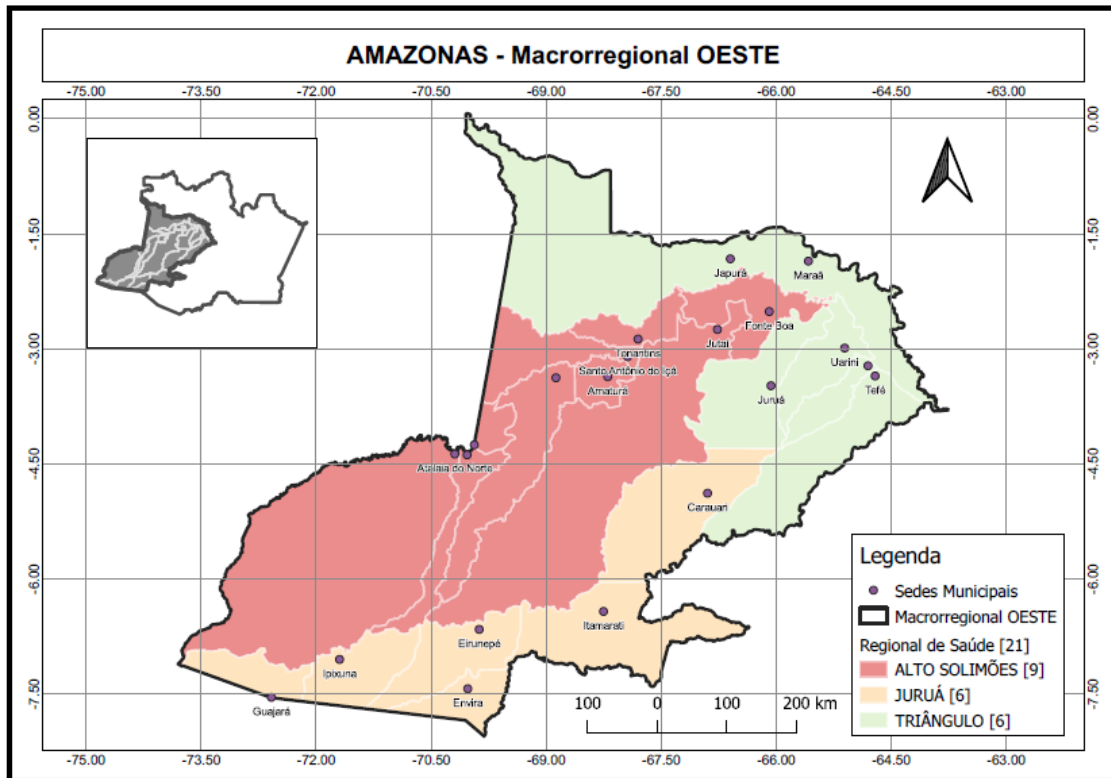 AMAZONAS - Macrorregional OESTE
-75.00 -73.50 -72.00 -70.50 -69.00 -67.50 -66.00 -64.50 -63.00
0.00 0.00
-1.50 -1.50
Japurá
Maraã
Fonte Boa
Jutaí
-3.00 -3.00
Tonantins
Uarini
Santo Antônio do Içá
Tefé
Amaturá
Juruá
-4.50 -4.50
Atalaia do Norte
Carauari
Legenda
Sedes Municipais
Macrorregional OESTE
Regional de Saúde [21]
ALTO SOLIMÕES [9]
JURUÁ [6]
TRIÂNGULO [6]
-6.00 -6.00
Itamarati
Eirunepé
Ipixuna
Envira
Guajará
-7.50 -7.50
100 0 100 200 km
-75.00 -73.50 -72.00 -70.50 -69.00 -67.50 -66.00 -64.50 -63.00